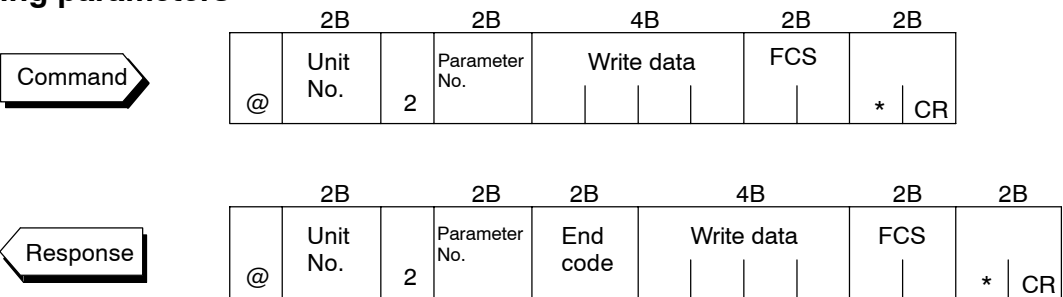 ing parameters
2B 2B 4B 2B 2B
Command
@ Unit No. 2 Parameter No. Write data FCS * CR
2B 2B 2B 4B 2B 2B
Response
@ Unit No. 2 Parameter No. End code Write data FCS * CR